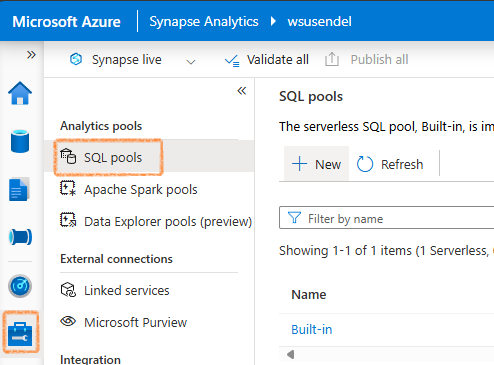 Microsoft Azure Synapse Analytics ▸ wsusendel
» Synapse live Validate all Publish all
«
Analytics pools
SQL pools
Apache Spark pools
Data Explorer pools (preview)
External connections
Linked services
Microsoft Purview
Integration
SQL pools
The serverless SQL pool, Built-in, is im
New Refresh
Filter by name
Showing 1-1 of 1 items (1 Serverless,
Name
Built-in